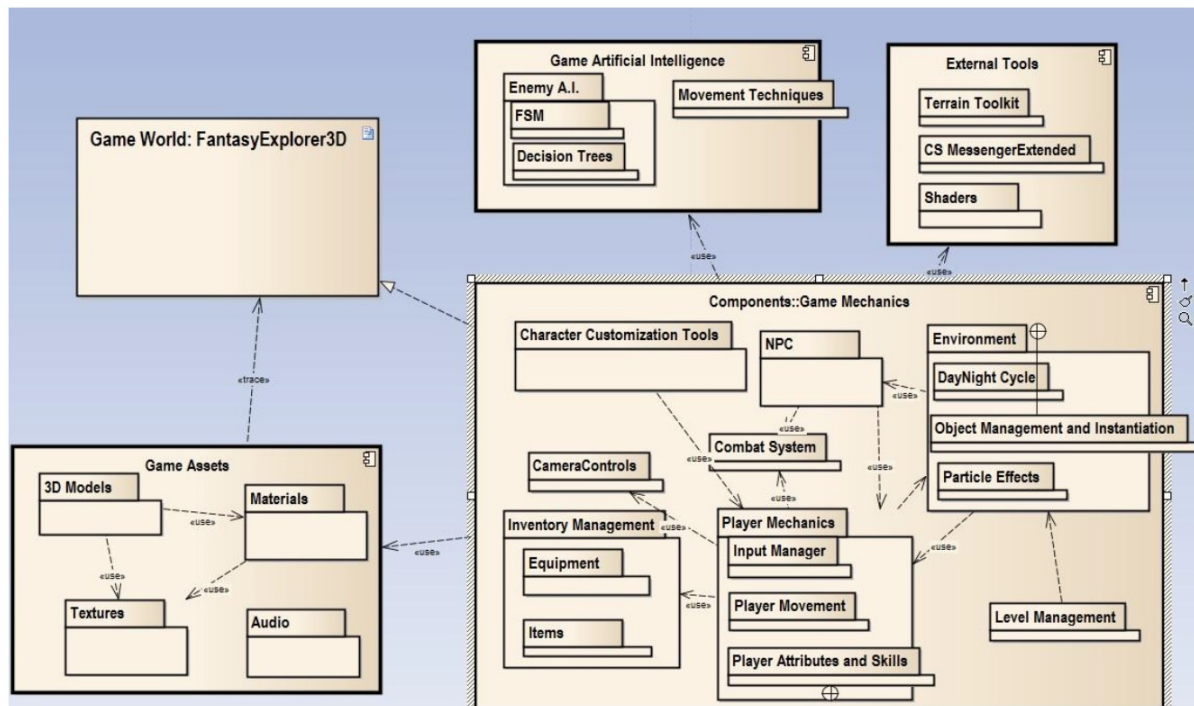 Game Artificial Intelligence
Enemy A.I.
FSM
Decision Trees
Movement Techniques
External Tools
Terrain Toolkit
CS MessengerExtended
Shaders
Game World: FantasyExplorer3D
«use»
«use»
«trace»
Components::Game Mechanics
Character Customization Tools
NPC
Environment
DayNight Cycle
Object Management and Instantiation
Particle Effects
«use»
«use»
«use»
«use»
Combat System
CameraControls
«use»
«use»
«use»
«use»
Inventory Management
Equipment
Items
«use»
Player Mechanics
Input Manager
Player Movement
Player Attributes and Skills
Level Management
Game Assets
3D Models
Materials
«use»
«use»
«use»
Textures
Audio
«use»